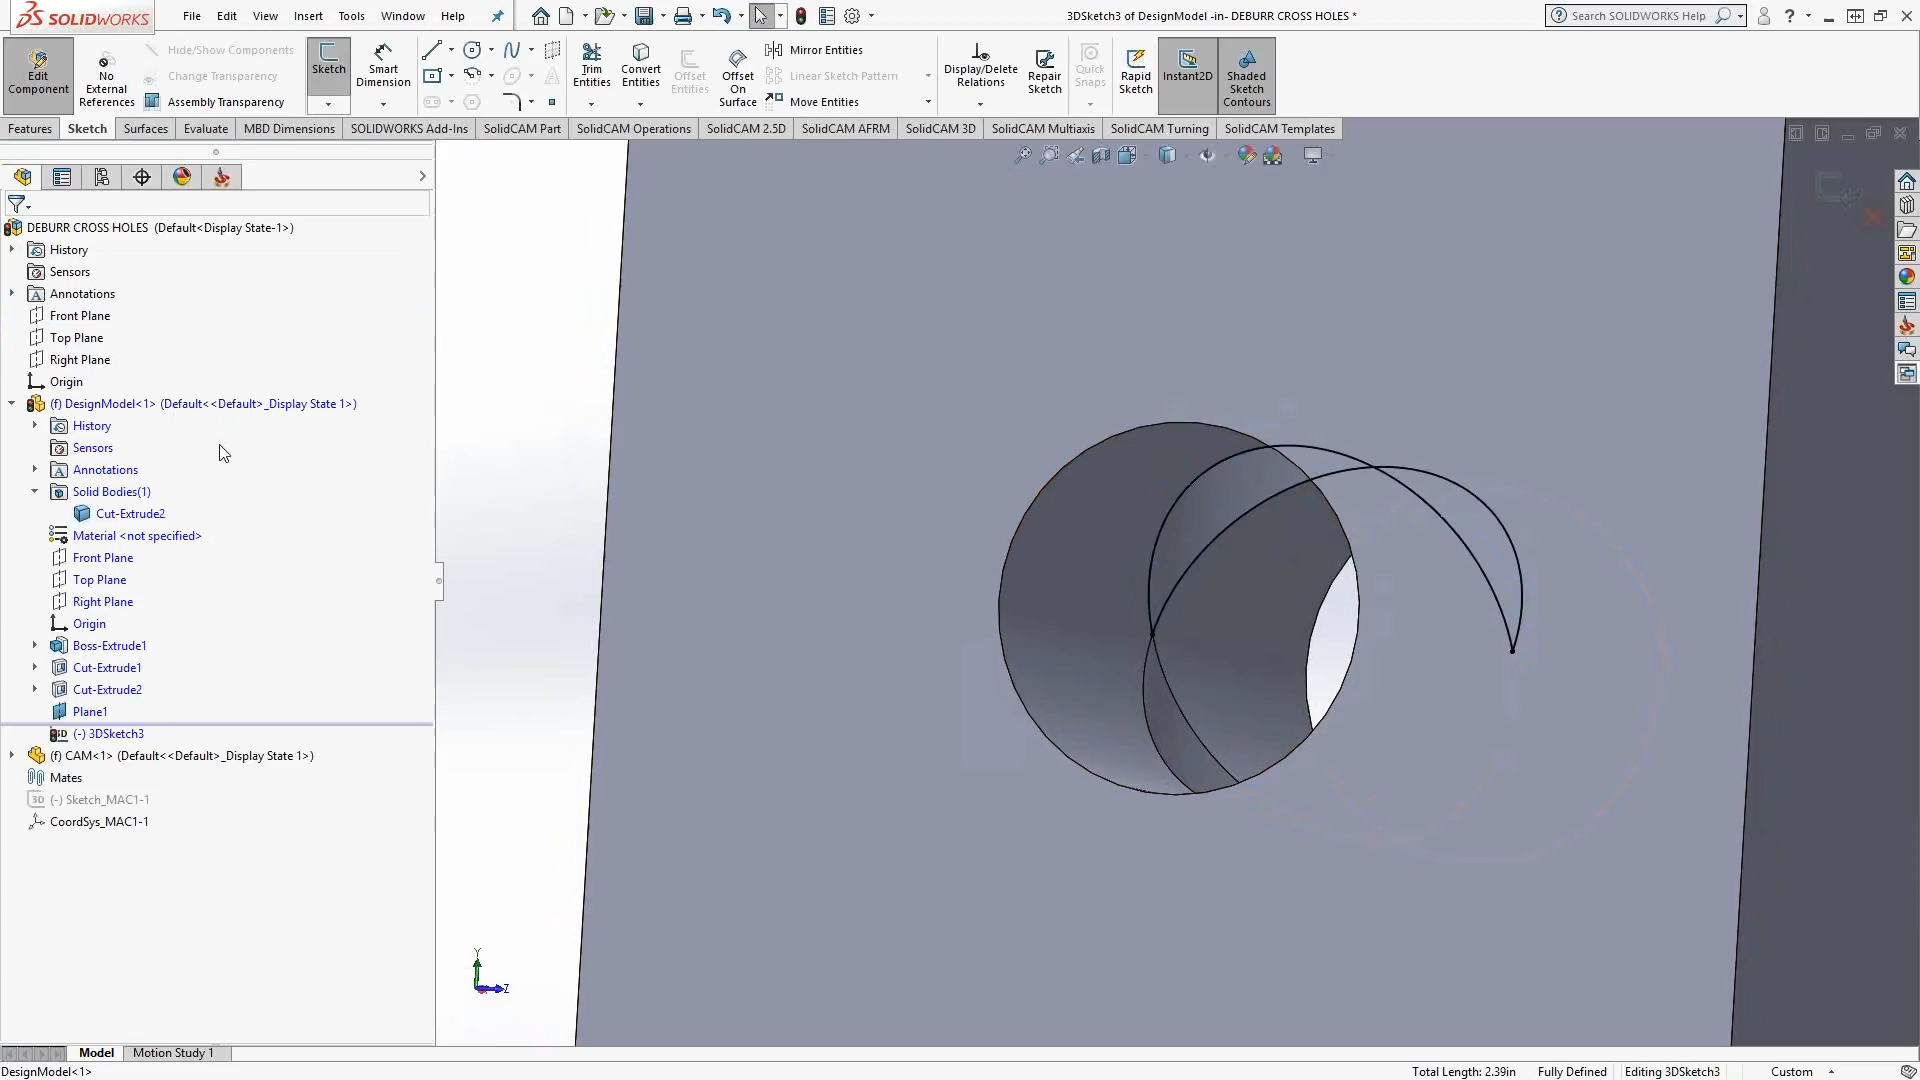 SOLIDWORKS
File
Edit
View
Insert
Tools
Window
Help
3DSketch3 of DesignModel -in- DEBURR CROSS HOLES *
Search SOLIDWORKS Help
Edit Component
No External References
Hide/Show Components
Change Transparency
Assembly Transparency
Sketch
Smart Dimension
Trim Entities
Convert Entities
Offset Entities
Offset On Surface
Mirror Entities
Linear Sketch Pattern
Move Entities
Display/Delete Relations
Repair Sketch
Quick Snaps
Rapid Sketch
Instant2D
Shaded Sketch Contours
Features
Sketch
Surfaces
Evaluate
MBD Dimensions
SOLIDWORKS Add-Ins
SolidCAM Part
SolidCAM Operations
SolidCAM 2.5D
SolidCAM AFRM
SolidCAM 3D
SolidCAM Multiaxis
SolidCAM Turning
SolidCAM Templates
DEBURR CROSS HOLES (Default<Display State-1>)
History
Sensors
Annotations
Front Plane
Top Plane
Right Plane
Origin
(f) DesignModel<1> (Default<<Default>_Display State 1>)
History
Sensors
Annotations
Solid Bodies(1)
Cut-Extrude2
Material <not specified>
Front Plane
Top Plane
Right Plane
Origin
Boss-Extrude1
Cut-Extrude1
Cut-Extrude2
Plane1
(-) 3DSketch3
(f) CAM<1> (Default<<Default>_Display State 1>)
Mates
(-) Sketch_MAC1-1
CoordSys_MAC1-1
Y
Z
Model
Motion Study 1
DesignModel<1>
Total Length: 2.39in
Fully Defined
Editing 3DSketch3
Custom